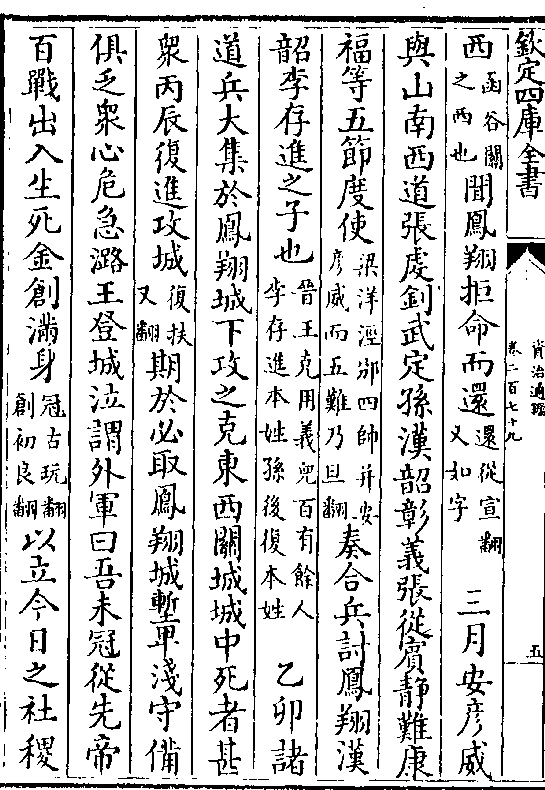 欽定四庫全書
資治通鑑
卷二百七十九
五
西函谷關之西也聞鳳翔拒命而還還從宣翻又如字 三月安彦威
與山南西道張虔釗武定孫漢韶彰義張從賓靜難康
福等五節度使梁洋涇邠四帥并安彦威而五難乃旦翻奏合兵討鳳翔漢
韶李存進之子也晉王克用義兒百有餘人李存進本姓孫後復本姓 乙卯諸
道兵大集於鳳翔城下攻之克東西關城城中死者甚
衆丙辰復進攻城復扶又翻期於必取鳳翔城塹卑淺守備
俱乏衆心危急潞王登城泣謂外軍曰吾未冠從先帝
百戰出入生死金創滿身冠古玩翻創初良翻以立今日之社稷